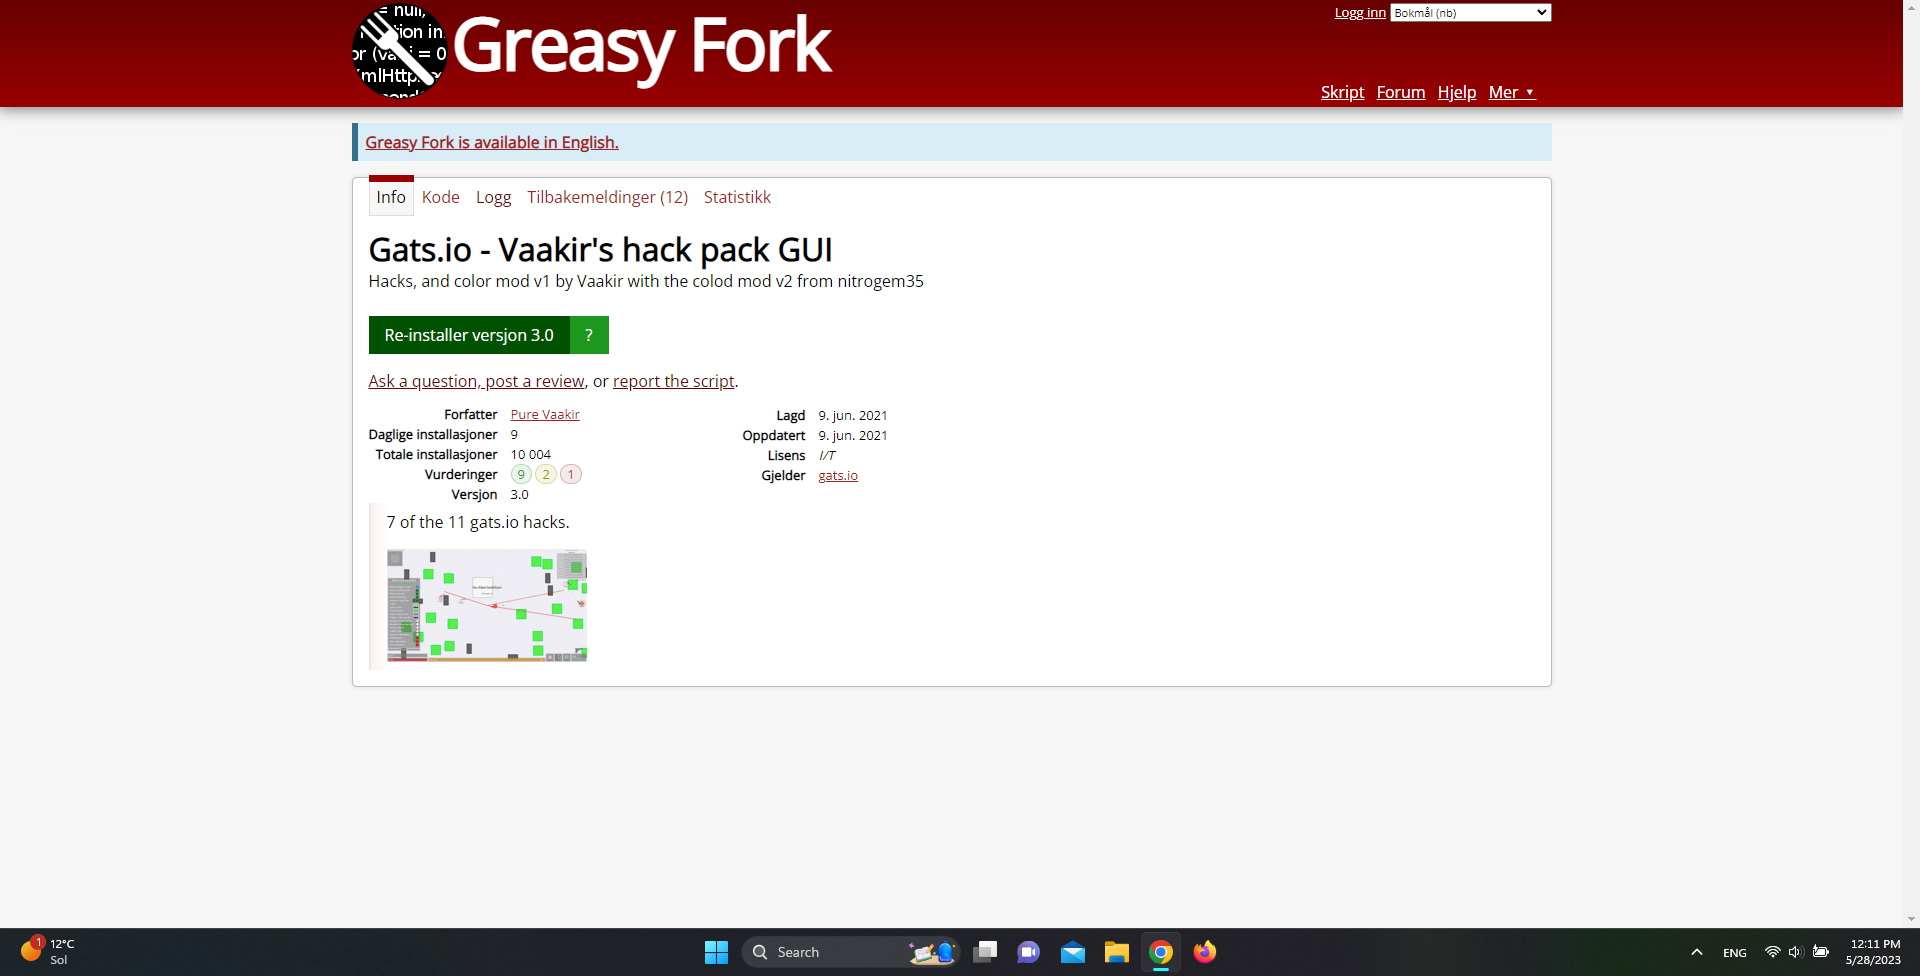 Logg inn Bokmål (nb)
Greasy Fork
Skript Forum Hjelp Mer ▼
Greasy Fork is available in English.
Info Kode Logg Tilbakemeldinger (12) Statistikk
Gats.io - Vaakir's hack pack GUI
Hacks, and color mod v1 by Vaakir with the colod mod v2 from nitrogem35
Re-installer versjon 3.0 ?
Ask a question, post a review, or report the script.
Forfatter Pure Vaakir
Daglige installasjoner 9
Totale installasjoner 10 004
Vurderinger 9 2 1
Versjon 3.0
Lagd 9. jun. 2021
Oppdatert 9. jun. 2021
Lisens I/T
Gjelder gats.io
7 of the 11 gats.io hacks.
1 12°C
Sol
Search
ENG
12:11 PM
5/28/2023